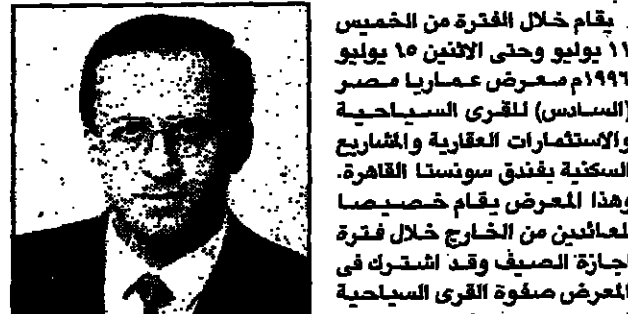 يقام خلال الفترة من الخميس
١١ يوليو وحتى الاثنين ١٥ يوليو
١٩٩٦م معرض عماريا مصر
(السادس) للقرى السياحية
والاستثمارات العقارية والمشاريع
السكنية بفندق سونستا القاهرة.
وهذا المعرض يقام خصيصا
للعائدين من الخارج خلال فترة
اجازة الصيف وقد اشترك فى
المعرض صفوة القرى السياحية